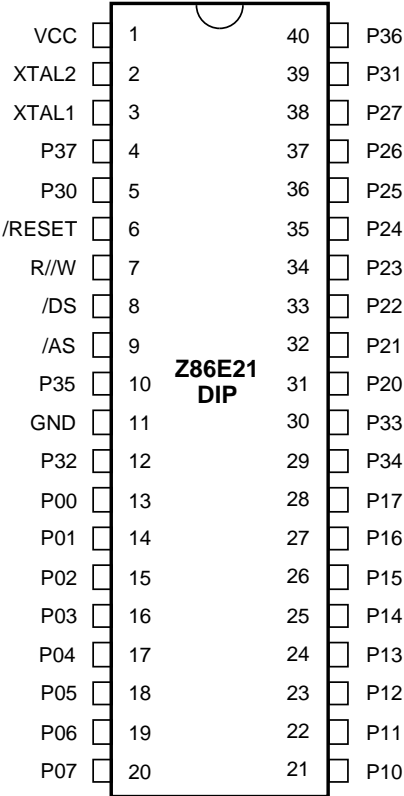 VCC 1 40 P36
XTAL2 2 39 P31
XTAL1 3 38 P27
P37 4 37 P26
P30 5 36 P25
/RESET 6 35 P24
R//W 7 34 P23
/DS 8 33 P22
/AS 9 32 P21
Z86E21
DIP
P35 10 31 P20
GND 11 30 P33
P32 12 29 P34
P00 13 28 P17
P01 14 27 P16
P02 15 26 P15
P03 16 25 P14
P04 17 24 P13
P05 18 23 P12
P06 19 22 P11
P07 20 21 P10